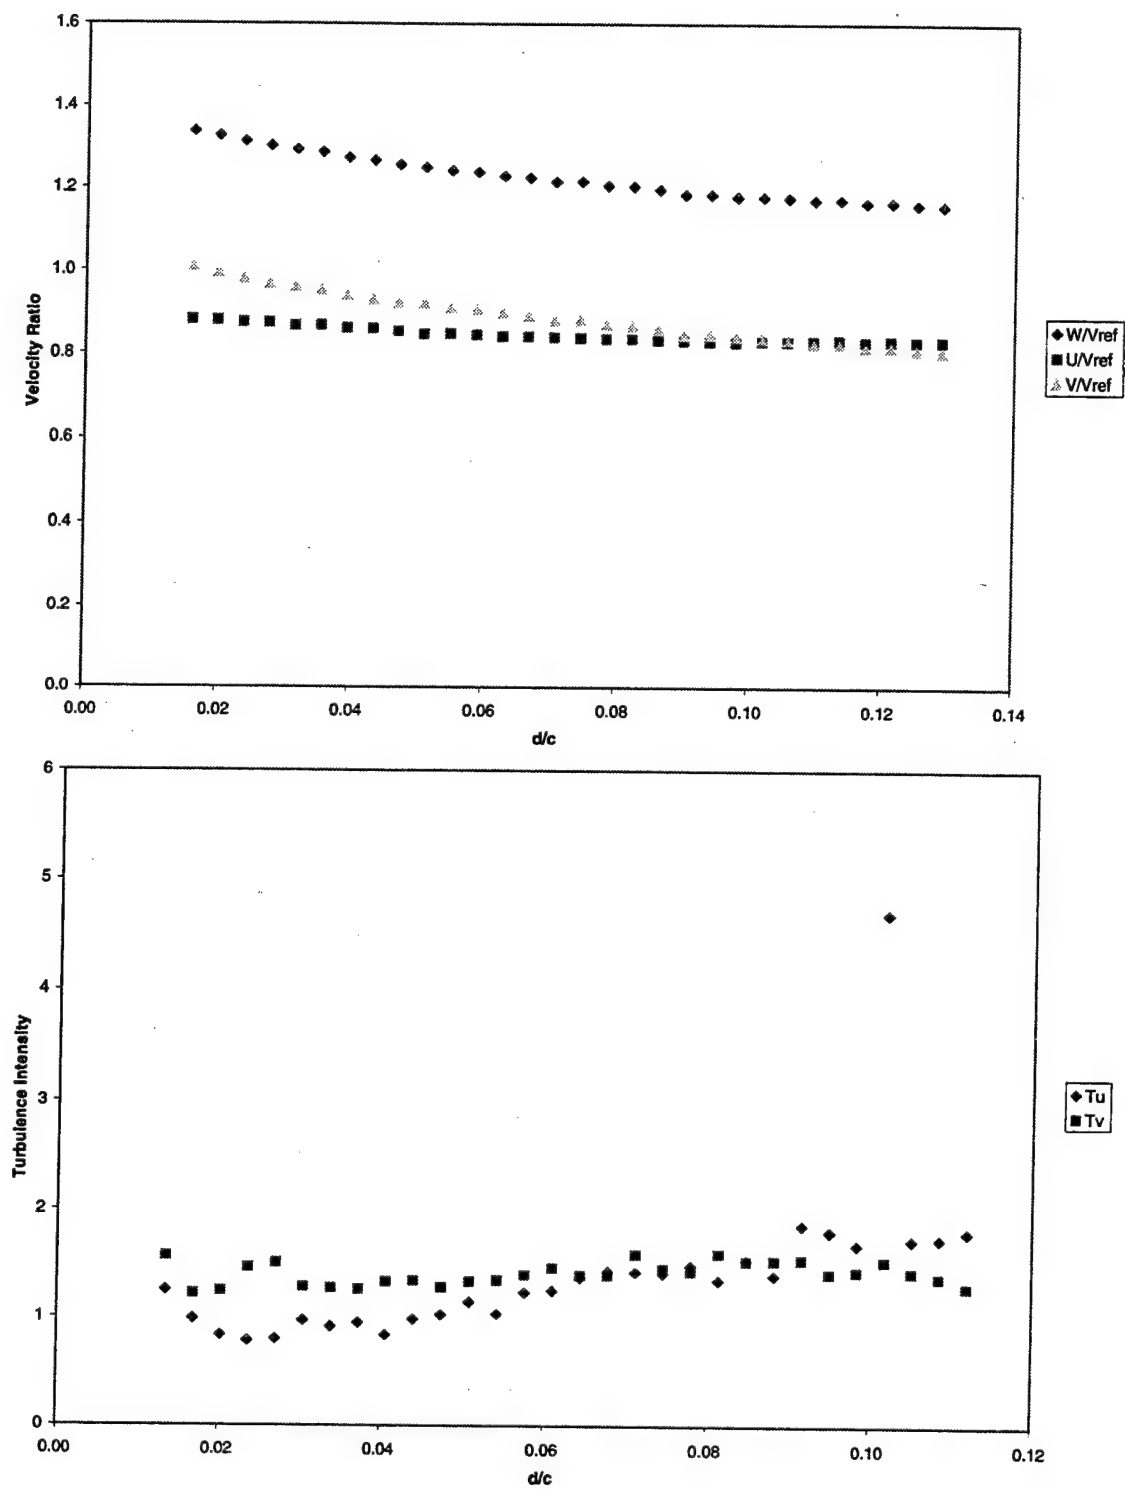 1.6
1.4
1.2
1.0
0.8
0.6
0.4
0.2
0.0
Velocity Ratio
0.00 0.02 0.04 0.06 0.08 0.10 0.12 0.14
d/c
W/Vref
U/Vref
V/Vref
6
5
4
3
2
1
0
Turbulence Intensity
0.00 0.02 0.04 0.06 0.08 0.10 0.12
d/c
Tu
Tv